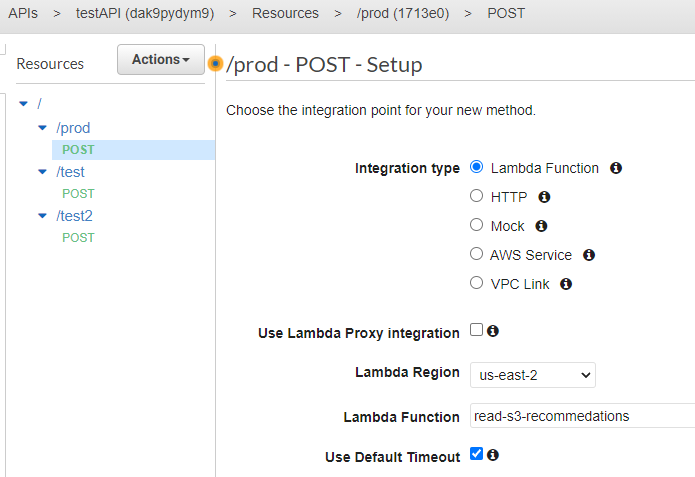 APIs > testAPI (dak9pydym9) > Resources > /prod (1713e0) > POST
Resources
Actions
/prod - POST - Setup
/
/prod
POST
/test
POST
/test2
POST
Choose the integration point for your new method.
Integration type
Lambda Function
HTTP
Mock
AWS Service
VPC Link
Use Lambda Proxy integration
Lambda Region us-east-2
Lambda Function read-s3-recommedations
Use Default Timeout